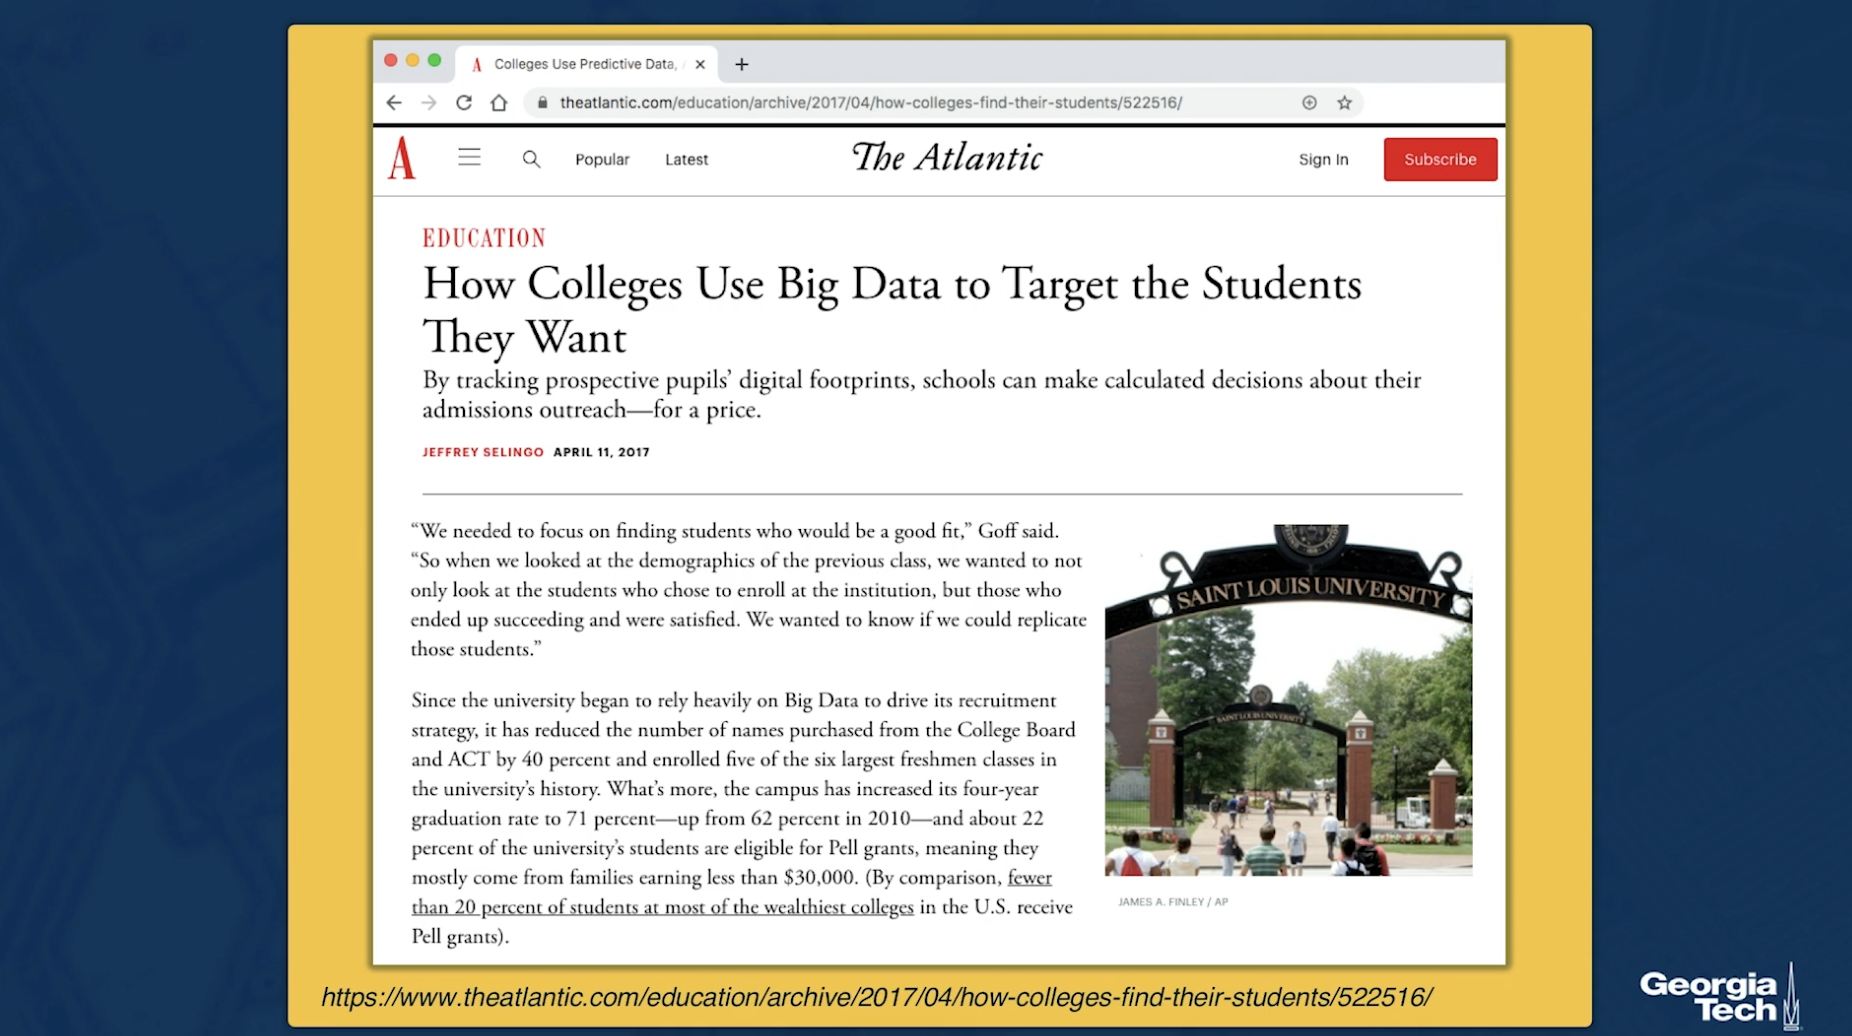 Colleges Use Predictive Data,
theatlantic.com/education/archive/2017/04/how-colleges-find-their-students/522516/
A
Popular
Latest
The Atlantic
Sign In
Subscribe
EDUCATION
How Colleges Use Big Data to Target the Students
They Want
By tracking prospective pupils’ digital footprints, schools can make calculated decisions about their
admissions outreach—for a price.
JEFFREY SELINGO APRIL 11, 2017
“We needed to focus on finding students who would be a good fit,” Goff said.
“So when we looked at the demographics of the previous class, we wanted to not
only look at the students who chose to enroll at the institution, but those who
ended up succeeding and were satisfied. We wanted to know if we could replicate
those students.”
Since the university began to rely heavily on Big Data to drive its recruitment
strategy, it has reduced the number of names purchased from the College Board
and ACT by 40 percent and enrolled five of the six largest freshmen classes in
the university’s history. What’s more, the campus has increased its four-year
graduation rate to 71 percent—up from 62 percent in 2010—and about 22
percent of the university’s students are eligible for Pell grants, meaning they
mostly come from families earning less than $30,000. (By comparison, fewer
than 20 percent of students at most of the wealthiest colleges in the U.S. receive
Pell grants).
SAINT LOUIS UNIVERSITY
SAINT LOUIS UNIVERSITY
JAMES A. FINLEY / AP
https://www.theatlantic.com/education/archive/2017/04/how-colleges-find-their-students/522516/
Georgia
Tech